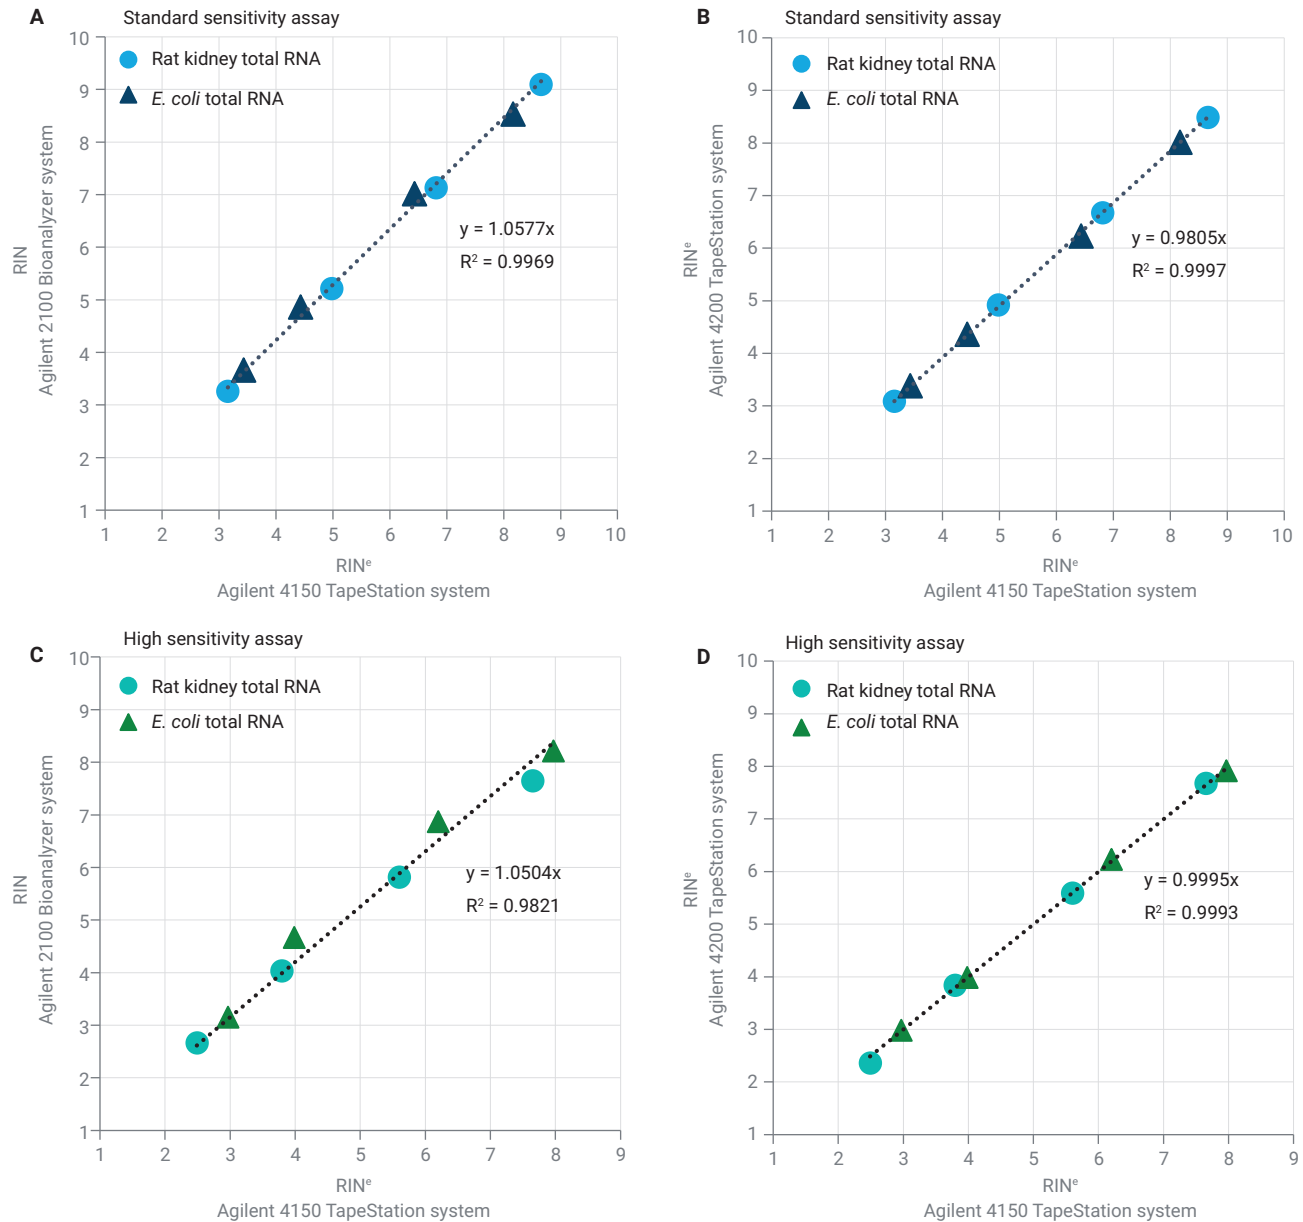 A
Standard sensitivity assay
Rat kidney total RNA
E. coli total RNA
10
9
8
7
6
5
4
3
2
1
RIN
Agilent 2100 Bioanalyzer system
y = 1.0577x
R² = 0.9969
1 2 3 4 5 6 7 8 9 10
RINᵉ
Agilent 4150 TapeStation system
B
Standard sensitivity assay
Rat kidney total RNA
E. coli total RNA
10
9
8
7
6
5
4
3
2
1
RINᵉ
Agilent 4200 TapeStation system
y = 0.9805x
R² = 0.9997
1 2 3 4 5 6 7 8 9 10
RINᵉ
Agilent 4150 TapeStation system
C
High sensitivity assay
Rat kidney total RNA
E. coli total RNA
10
9
8
7
6
5
4
3
2
1
RIN
Agilent 2100 Bioanalyzer system
y = 1.0504x
R² = 0.9821
1 2 3 4 5 6 7 8 9
RINᵉ
Agilent 4150 TapeStation system
D
High sensitivity assay
Rat kidney total RNA
E. coli total RNA
10
9
8
7
6
5
4
3
2
1
RINᵉ
Agilent 4200 TapeStation system
y = 0.9995x
R² = 0.9993
1 2 3 4 5 6 7 8 9
RINᵉ
Agilent 4150 TapeStation system